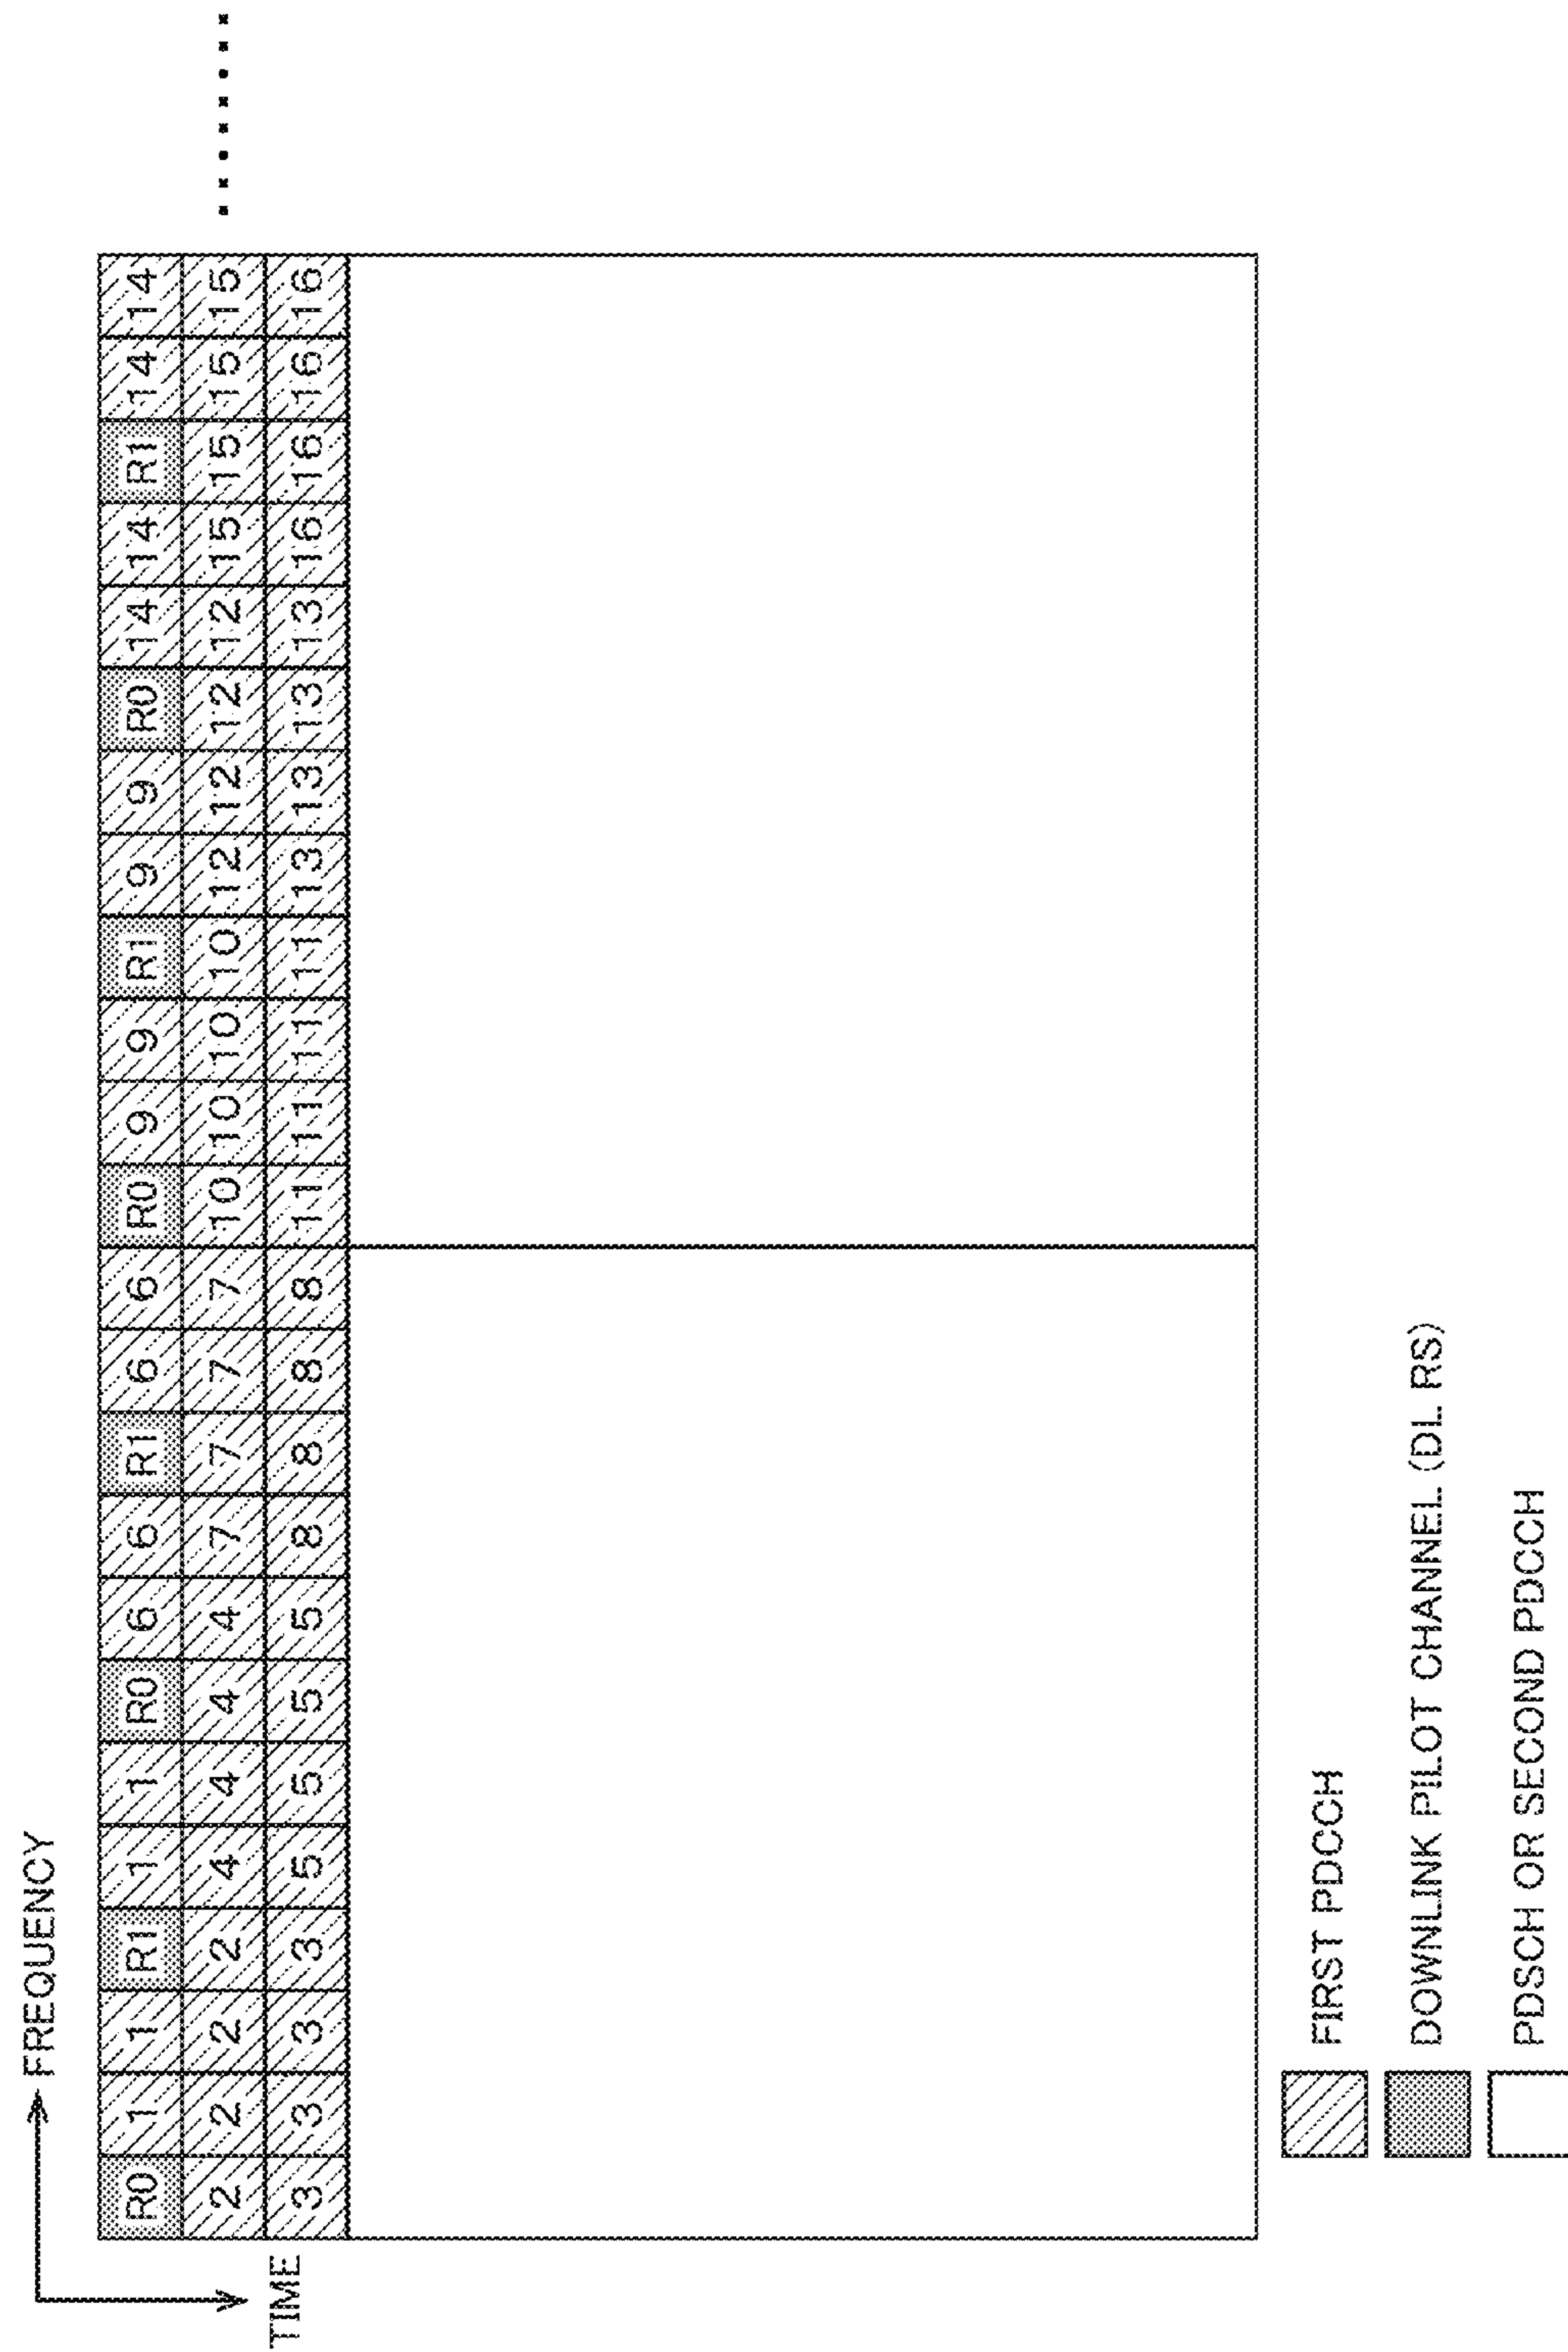 FREQUENCY
TIME
R0 1 1 R1 1 1 R0 6 6 R1 6 6 R0 9 9 R1 9 9 R0 14 14 R1 14 14
2 2 2 2 4 4 4 4 7 7 7 7 10 10 10 10 12 12 12 12 15 15 15 15
3 3 3 3 5 5 5 5 8 8 8 8 11 11 11 11 13 13 13 13 16 16 16 16
FIRST PDCCH
DOWNLINK PILOT CHANNEL (DL RS)
PDSCH OR SECOND PDCCH